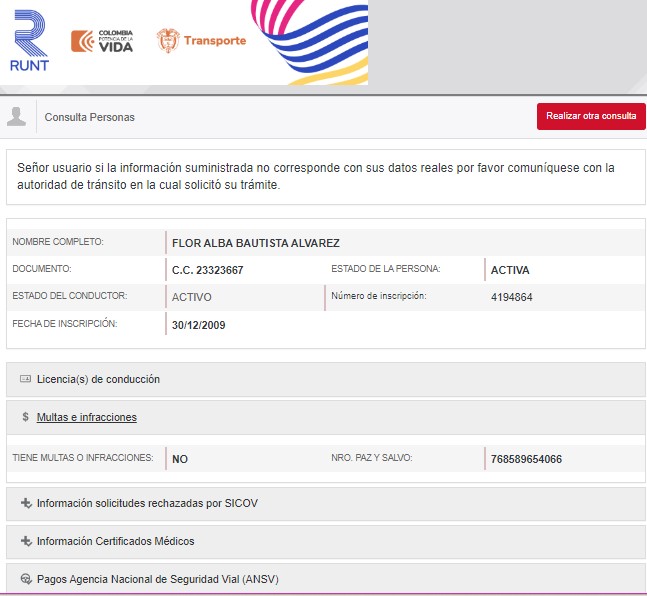 RUNT
COLOMBIA
POTENCIA DE LA
VIDA
Transporte
Consulta Personas
Realizar otra consulta
Señor usuario si la información suministrada no corresponde con sus datos reales por favor comuníquese con la
autoridad de tránsito en la cual solicitó su trámite.
NOMBRE COMPLETO: FLOR ALBA BAUTISTA ALVAREZ
DOCUMENTO: C.C. 23323667 ESTADO DE LA PERSONA: ACTIVA
ESTADO DEL CONDUCTOR: ACTIVO Número de inscripción: 4194864
FECHA DE INSCRIPCIÓN: 30/12/2009
Licencia(s) de conducción
$ Multas e infracciones
TIENE MULTAS O INFRACCIONES: NO NRO. PAZ Y SALVO: 768589654066
Información solicitudes rechazadas por SICOV
Información Certificados Médicos
Pagos Agencia Nacional de Seguridad Vial (ANSV)